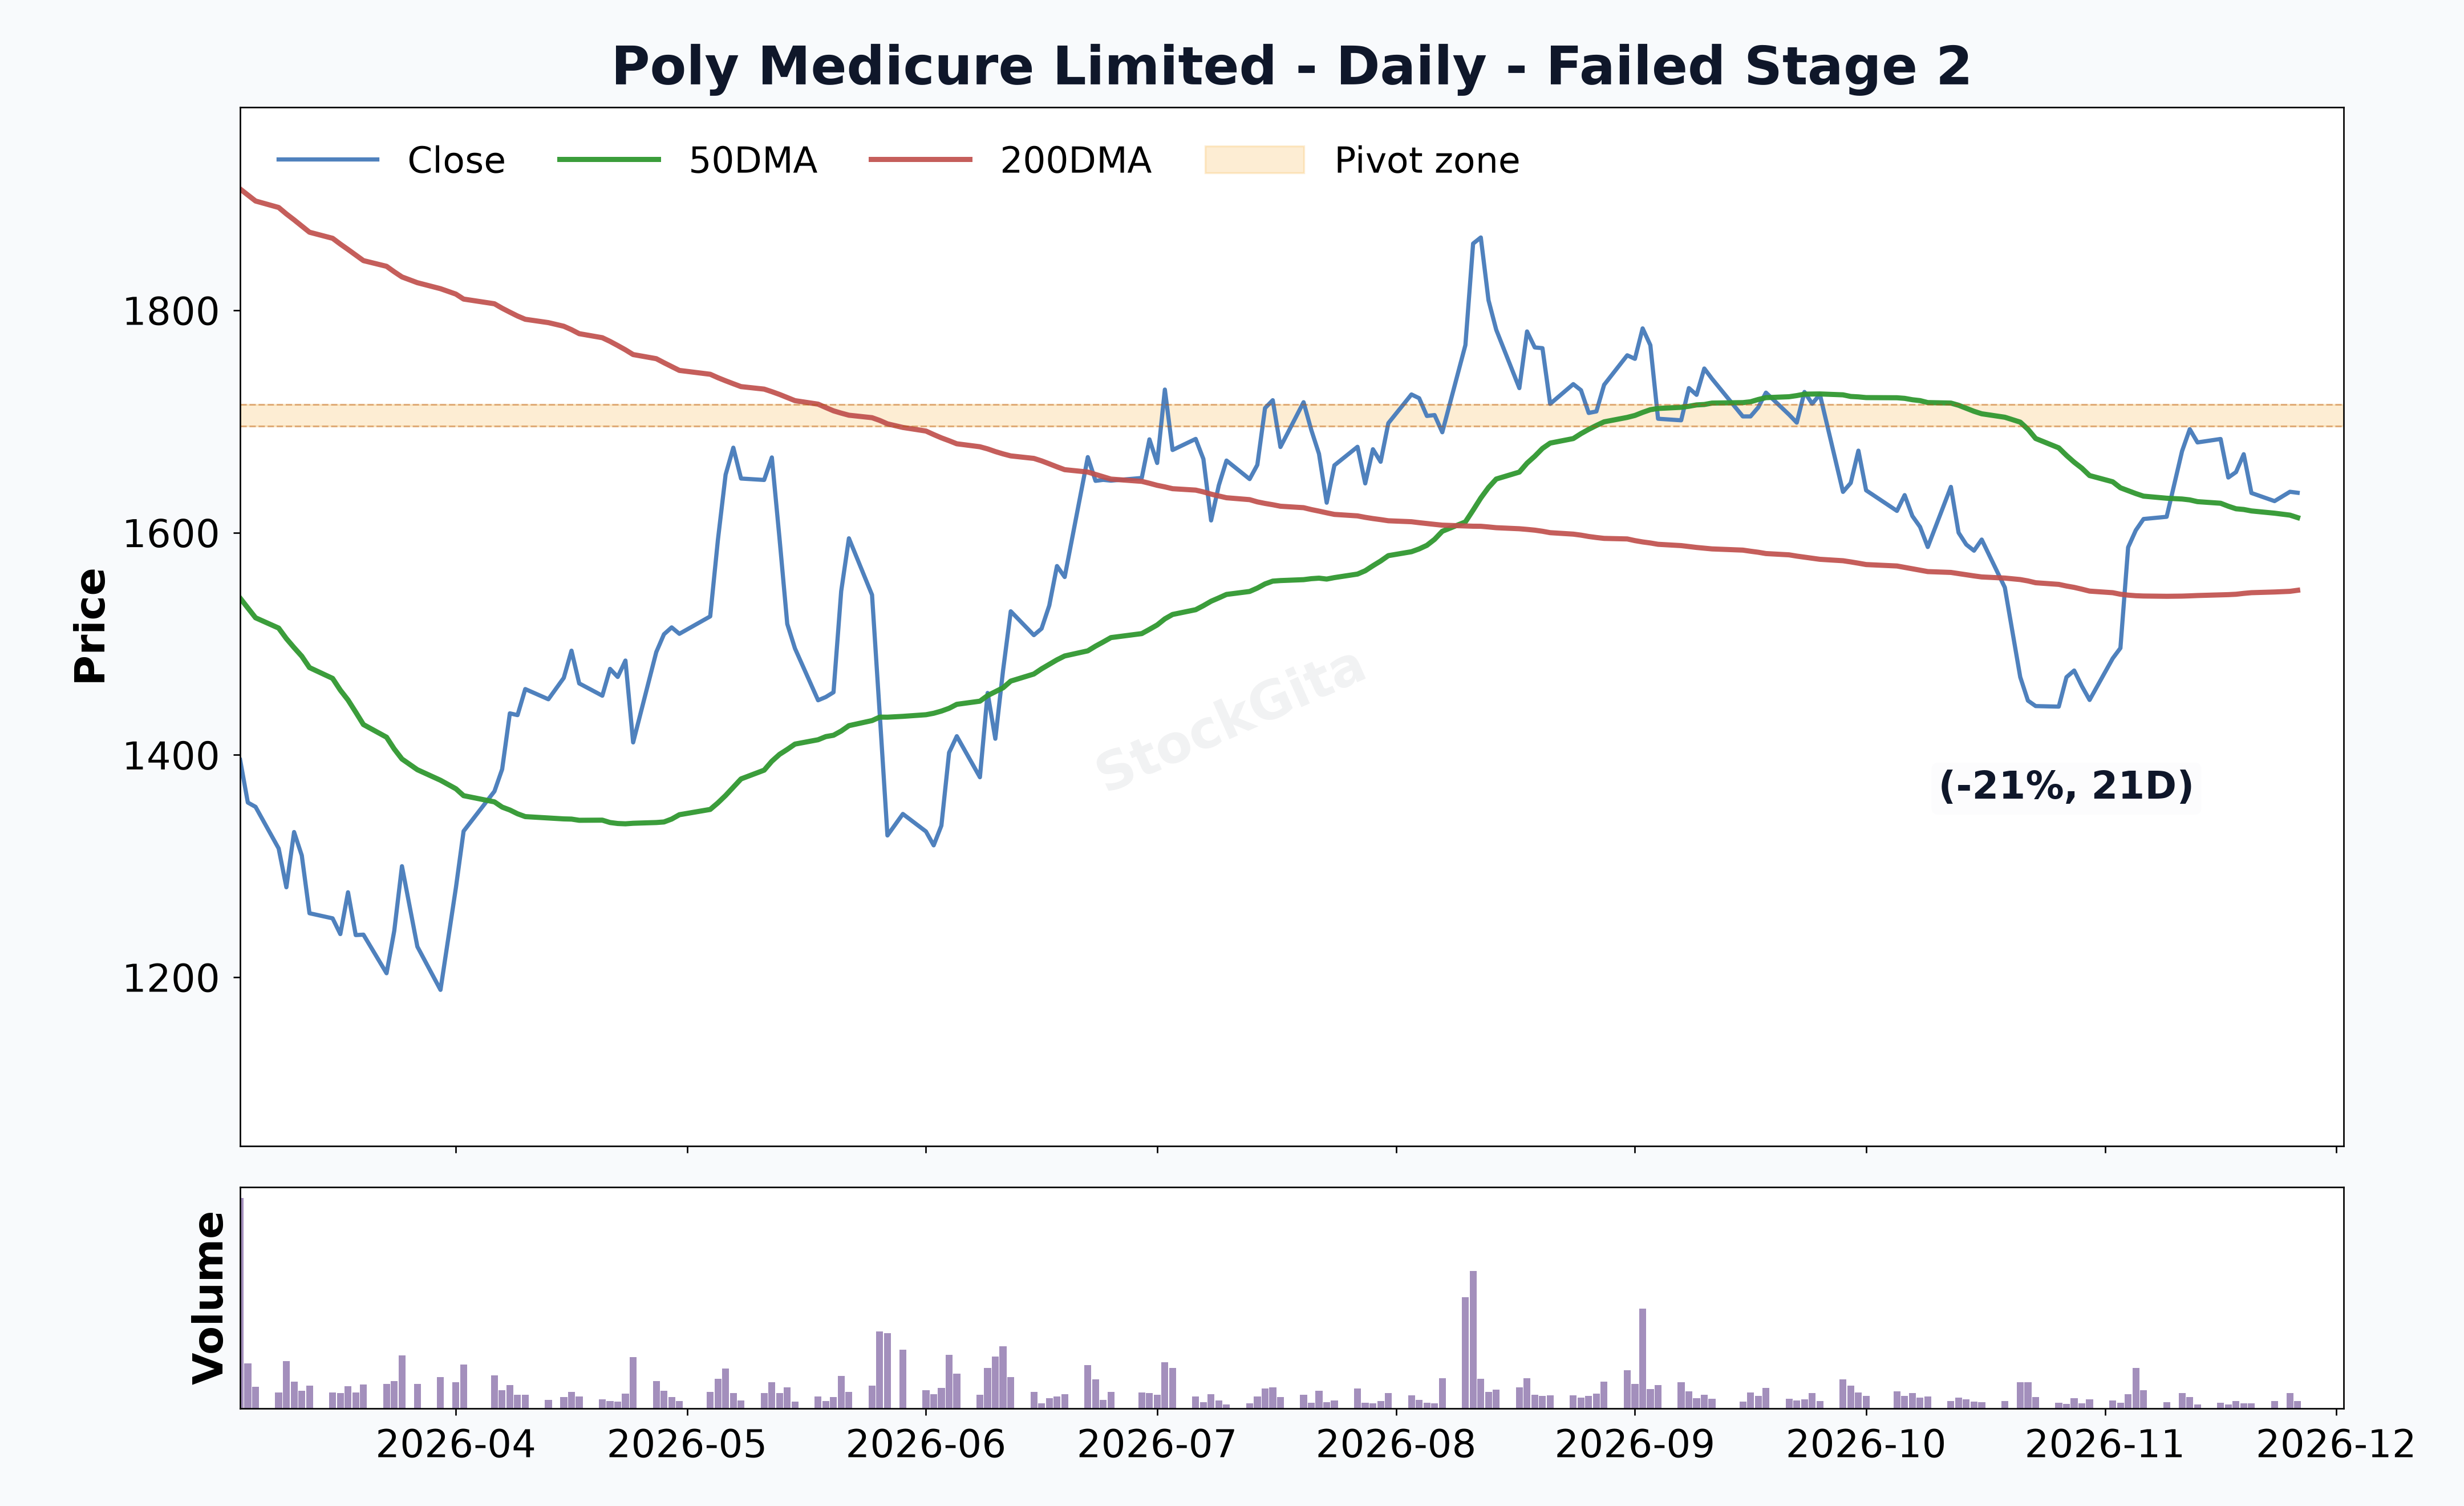 Poly Medicure Limited - Daily - Failed Stage 2
Close 50DMA 200DMA Pivot zone
1800
1600
1400
1200
Price
StockGita
(-21%, 21D)
Volume
2026-04 2026-05 2026-06 2026-07 2026-08 2026-09 2026-10 2026-11 2026-12